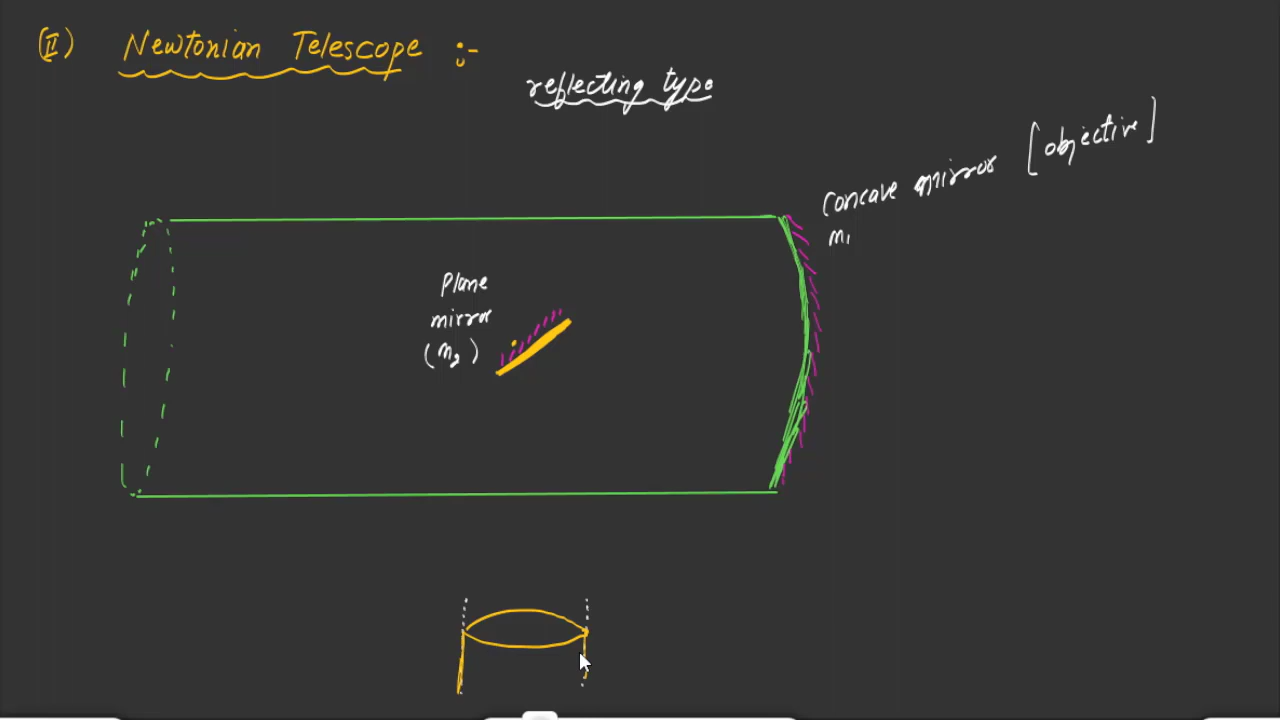 (II) Newtonian Telescope :-
reflecting type
Concave mirror [objective]
M1
Plane
mirror
(M2)